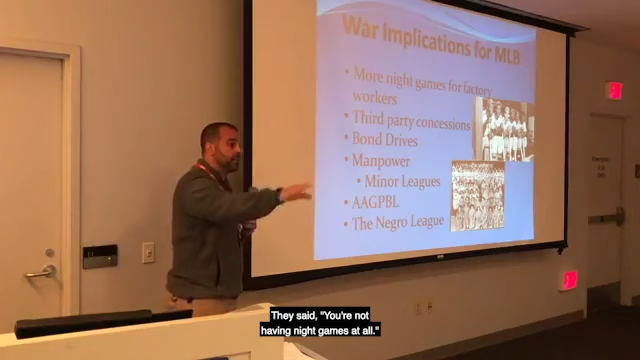 War Implications for MLB
• More night games for factory
workers
• Third party concessions
• Bond Drives
• Manpower
• Minor Leagues
• AAGPBL
• The Negro League
EXIT
They said, "You're not
having night games at all."